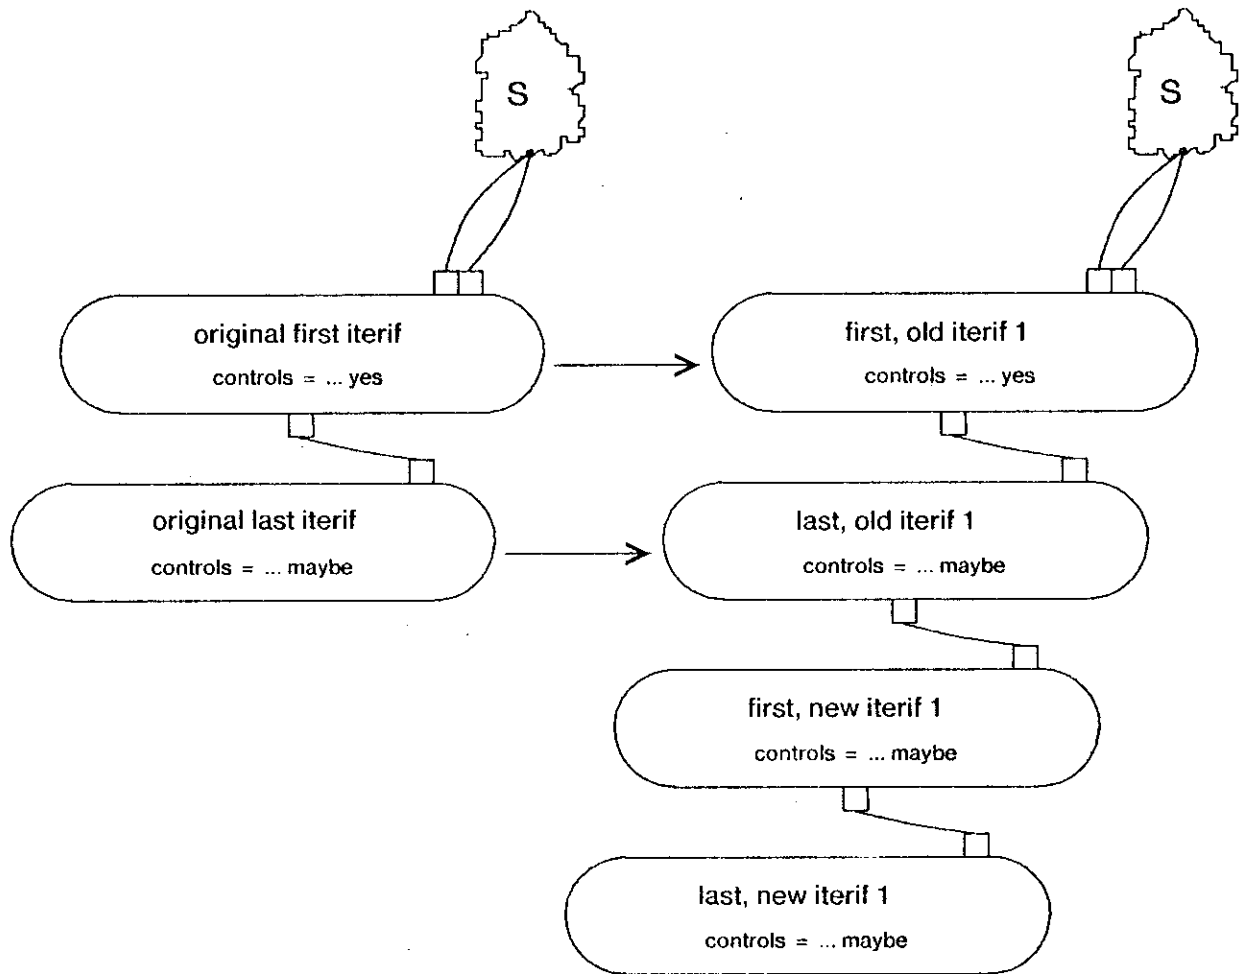 S
S
original first iterif
controls = ... yes
first, old iterif 1
controls = ... yes
original last iterif
controls = ... maybe
last, old iterif 1
controls = ... maybe
first, new iterif 1
controls = ... maybe
last, new iterif 1
controls = ... maybe